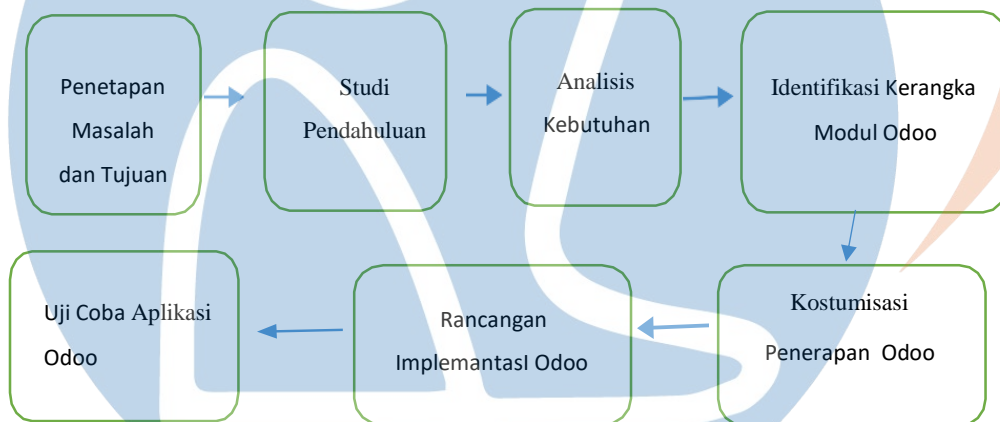 Penetapan
Masalah
dan Tujuan
Studi
Pendahuluan
Analisis
Kebutuhan
Identifikasi Kerangka
Modul Odoo
Kostumisasi
Penerapan Odoo
Rancangan
ImplemantasI Odoo
Uji Coba Aplikasi
Odoo